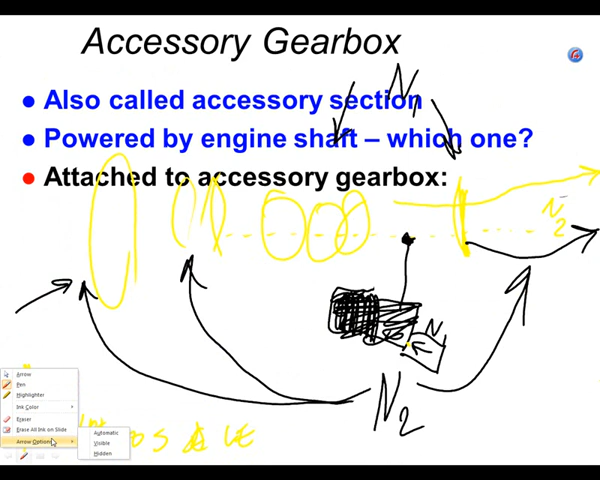 Accessory Gearbox
N1
● Also called accessory section
● Powered by engine shaft – which one?
● Attached to accessory gearbox:
N2
N
N2
Arrow
Pen
Highlighter
Ink Color
Eraser
Erase All Ink on Slide
Arrow Options
Automatic
Visible
Hidden